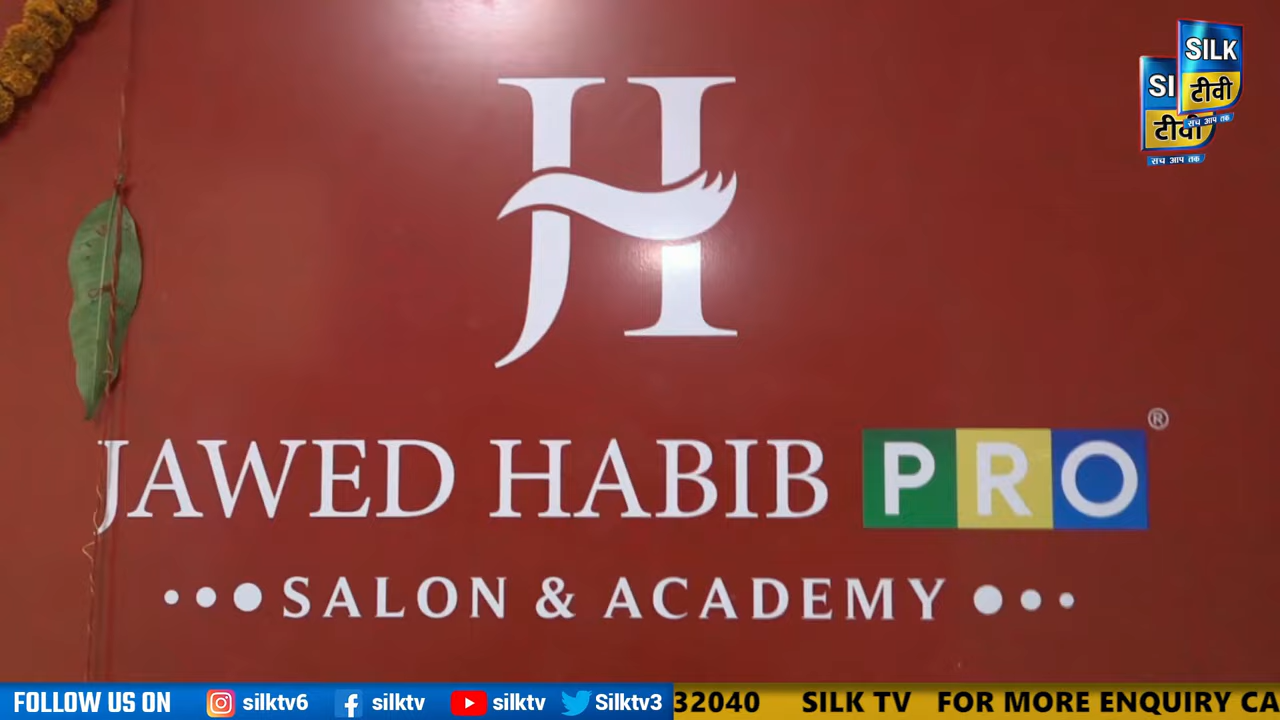 SILK
टीवी
सच आप तक
SI
टीवी
सच आप तक
JH
JAWED HABIB PRO ®
SALON & ACADEMY
FOLLOW US ON silktv6 silktv silktv Silktv3 32040 SILK TV FOR MORE ENQUIRY CA